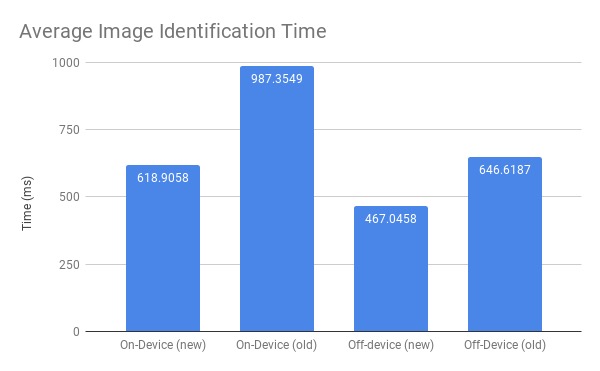 Average Image Identification Time
Time (ms)
1000
750
500
250
0
618.9058
987.3549
467.0458
646.6187
On-Device (new)
On-Device (old)
Off-device (new)
Off-Device (old)